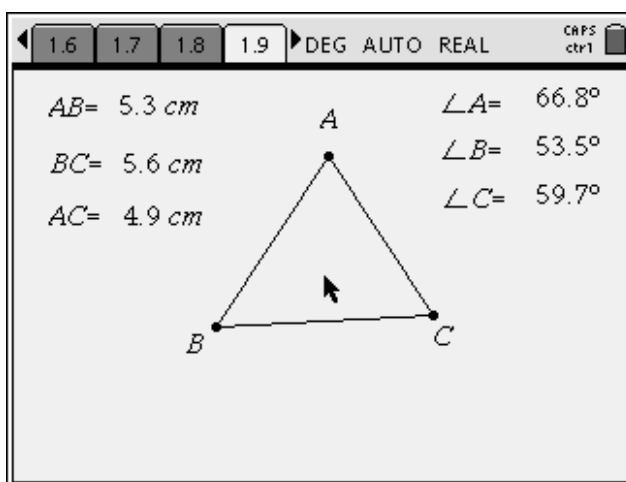 1.6 1.7 1.8 1.9 DEG AUTO REAL
CAPS
ctrl
AB= 5.3 cm
BC= 5.6 cm
AC= 4.9 cm
∠A= 66.8°
∠B= 53.5°
∠C= 59.7°
A
B
C